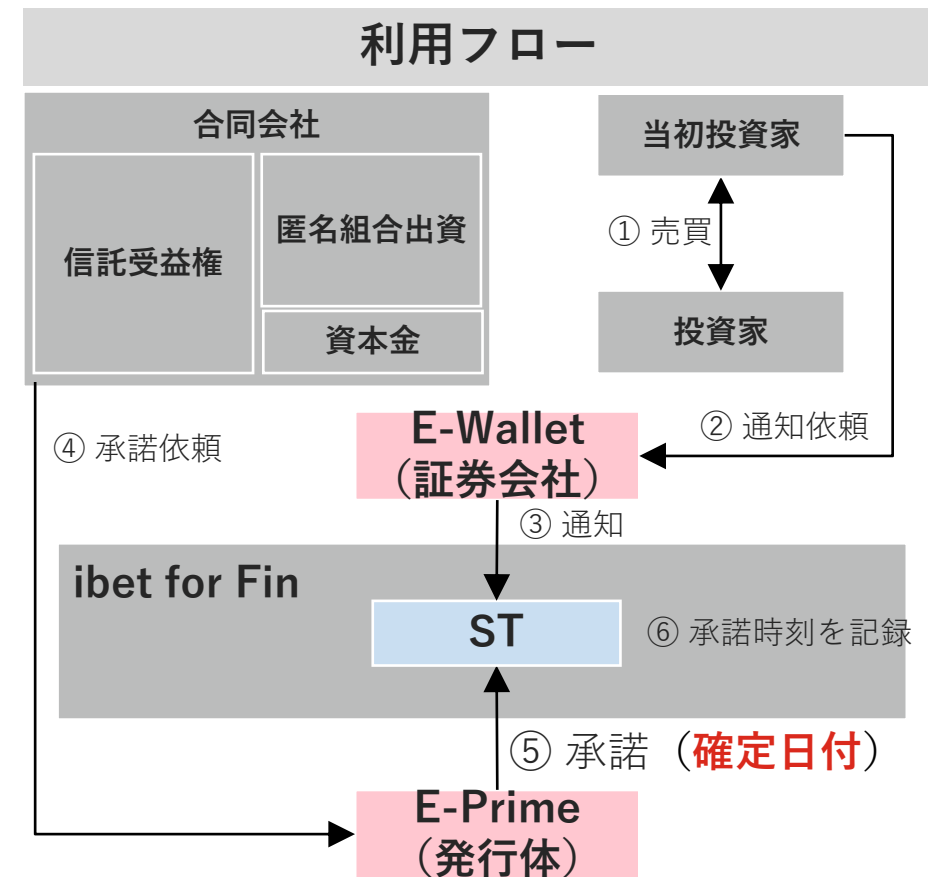 利用フロー
合同会社
信託受益権
匿名組合出資
資本金
当初投資家
① 売買
投資家
② 通知依頼
④ 承諾依頼
E-Wallet
（証券会社）
③ 通知
ibet for Fin
ST
⑥ 承諾時刻を記録
⑤ 承諾（確定日付）
E-Prime
（発行体）